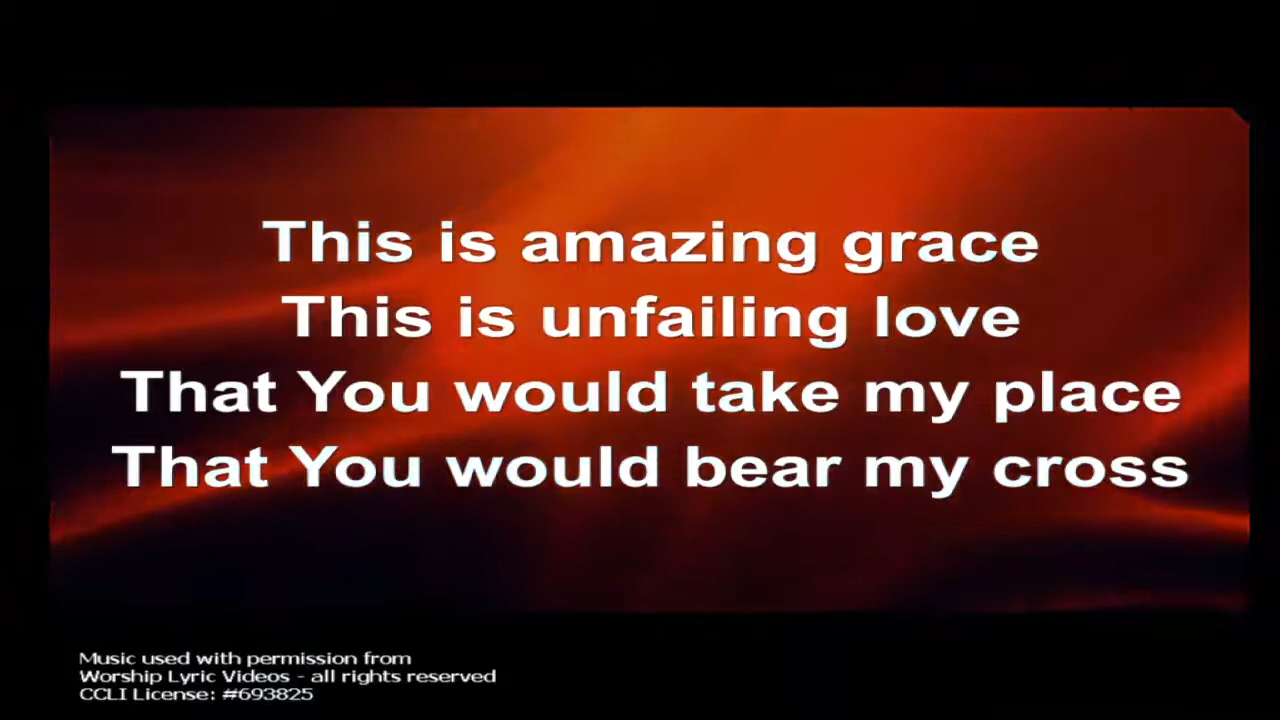 This is amazing grace
This is unfailing love
That You would take my place
That You would bear my cross
Music used with permission from
Worship Lyric Videos - all rights reserved
CCLI License: #693825